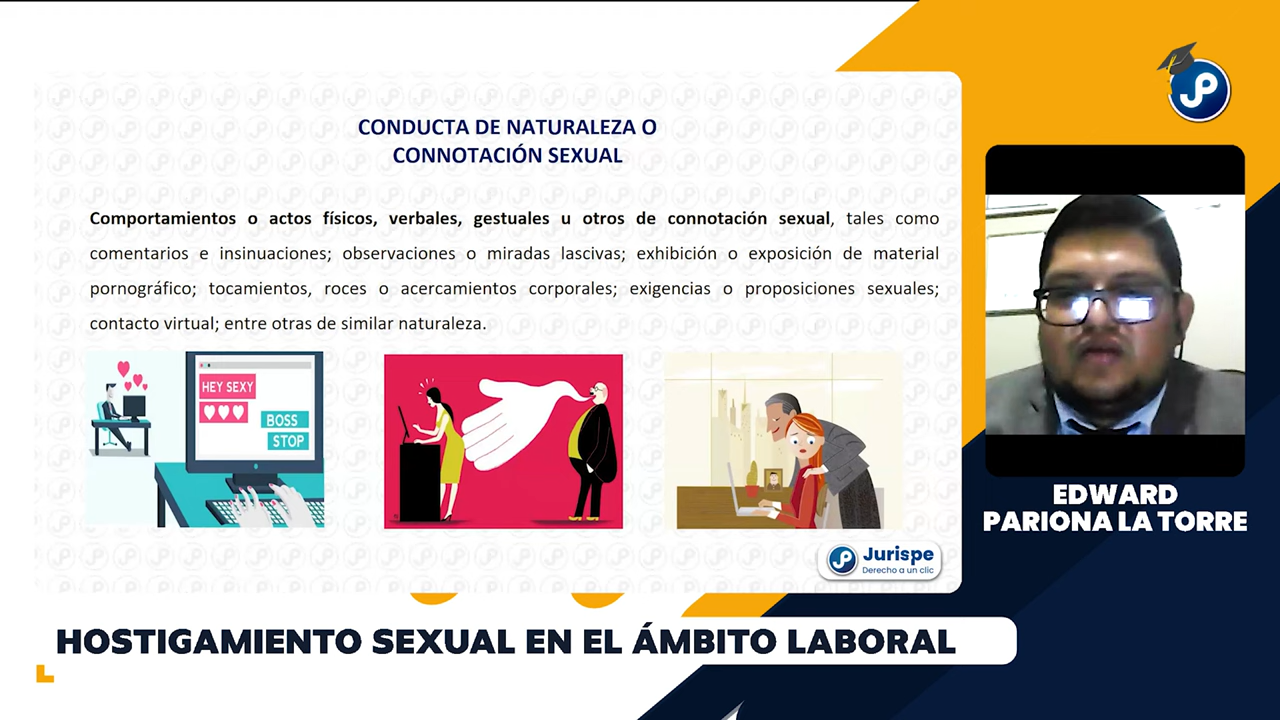 CONDUCTA DE NATURALEZA O
CONNOTACIÓN SEXUAL
Comportamientos o actos físicos, verbales, gestuales u otros de connotación sexual, tales como
comentarios e insinuaciones; observaciones o miradas lascivas; exhibición o exposición de material
pornográfico; tocamientos, roces o acercamientos corporales; exigencias o proposiciones sexuales;
contacto virtual; entre otras de similar naturaleza.
HEY SEXY
BOSS
STOP
Jurispe
Derecho a un clic
EDWARD
PARIONA LA TORRE
HOSTIGAMIENTO SEXUAL EN EL ÁMBITO LABORAL